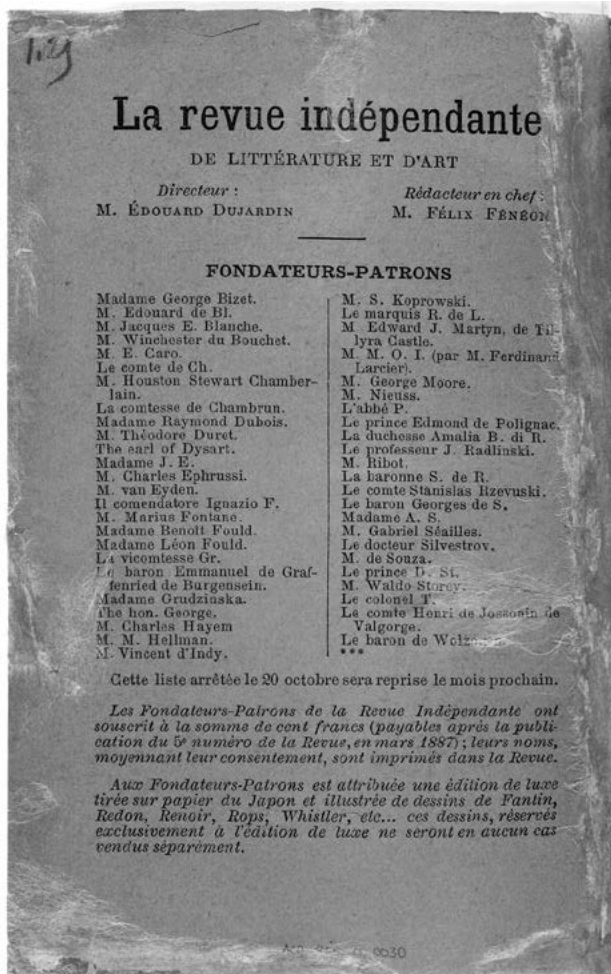 La revue indépendante
DE LITTÉRATURE ET D'ART
Directeur :
M. ÉDOUARD DUJARDIN
Rédacteur en chef :
M. FÉLIX FÉNÉON
FONDATEURS-PATRONS
Madame George Bizet.
M. Edouard de Bl.
M. Jacques E. Blanche.
M. Winchester du Bouchet.
M. E. Caro.
Le comte de Ch.
M. Houston Stewart Chamber-
lain.
La comtesse de Chambrun.
Madame Raymond Dubois.
M. Théodore Duret.
The earl of Dysart.
Madame J. E.
M. Charles Ephrussi.
M. van Eyden.
Il comendatore Ignazio F.
M. Marius Fontane.
Madame Benoît Fould.
Madame Léon Fould.
La vicomtesse Gr.
Le baron Emmanuel de Graf-
fenried de Burgensein.
Madame Grudzinska.
The hon. George.
M. Charles Hayem
M. M. Hellman.
M. Vincent d'Indy.
M. S. Koprowski.
Le marquis R. de L.
M Edward J. Martyn, de Til-
lyra Castle.
M. M. O. I. (par M. Ferdinand
Larcier).
M. George Moore.
M. Nieuss.
L'abbé P.
Le prince Edmond de Polignac.
La duchesse Amalia B. di R.
Le professeur J. Radlinski.
M. Ribot.
La baronne S. de R.
Le comte Stanislas Rzevuski.
Le baron Georges de S.
Madame A. S.
M. Gabriel Séailles.
Le docteur Silvestrov.
M. de Souza.
Le prince D. St.
M. Waldo Storey.
Le colonel T.
Le comte Henri de Jossouin de
Valgorge.
Le baron de
***
Cette liste arrêtée le 20 octobre sera reprise le mois prochain.
Les Fondateurs-Patrons de la Revue Indépendante ont
souscrit à la somme de cent francs (payables après la publi-
cation du 5e numéro de la Revue, en mars 1887) ; leurs noms,
moyennant leur consentement, sont imprimés dans la Revue.
Aux Fondateurs-Patrons est attribuée une édition de luxe
tirée sur papier du Japon et illustrée de dessins de Fantin,
Redon, Renoir, Rops, Whistler, etc... ces dessins, réservés
exclusivement à l'édition de luxe ne seront en aucun cas
vendus séparément.